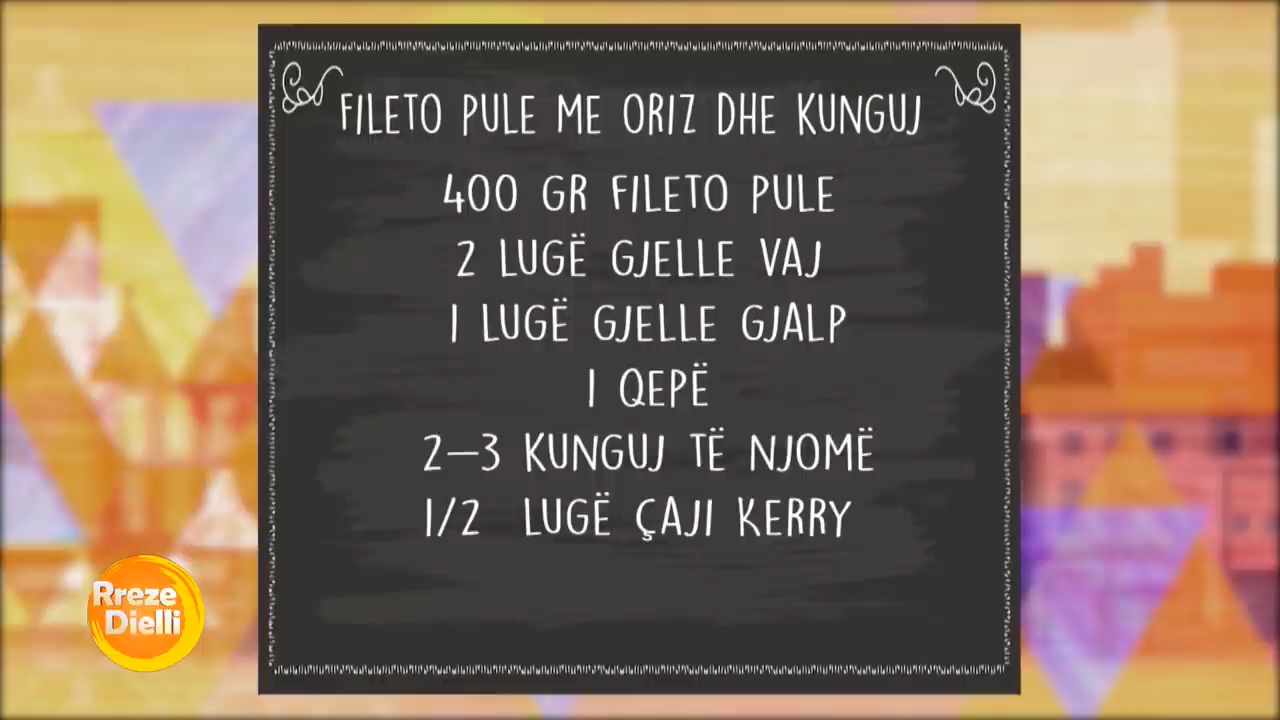 FILETO PULE ME ORIZ DHE KUNGUJ
400 GR FILETO PULE
2 LUGË GJELLE VAJ
1 LUGË GJELLE GJALP
1 QEPË
2–3 KUNGUJ TË NJOMË
1/2 LUGË ÇAJI KERRY
Rreze
Dielli